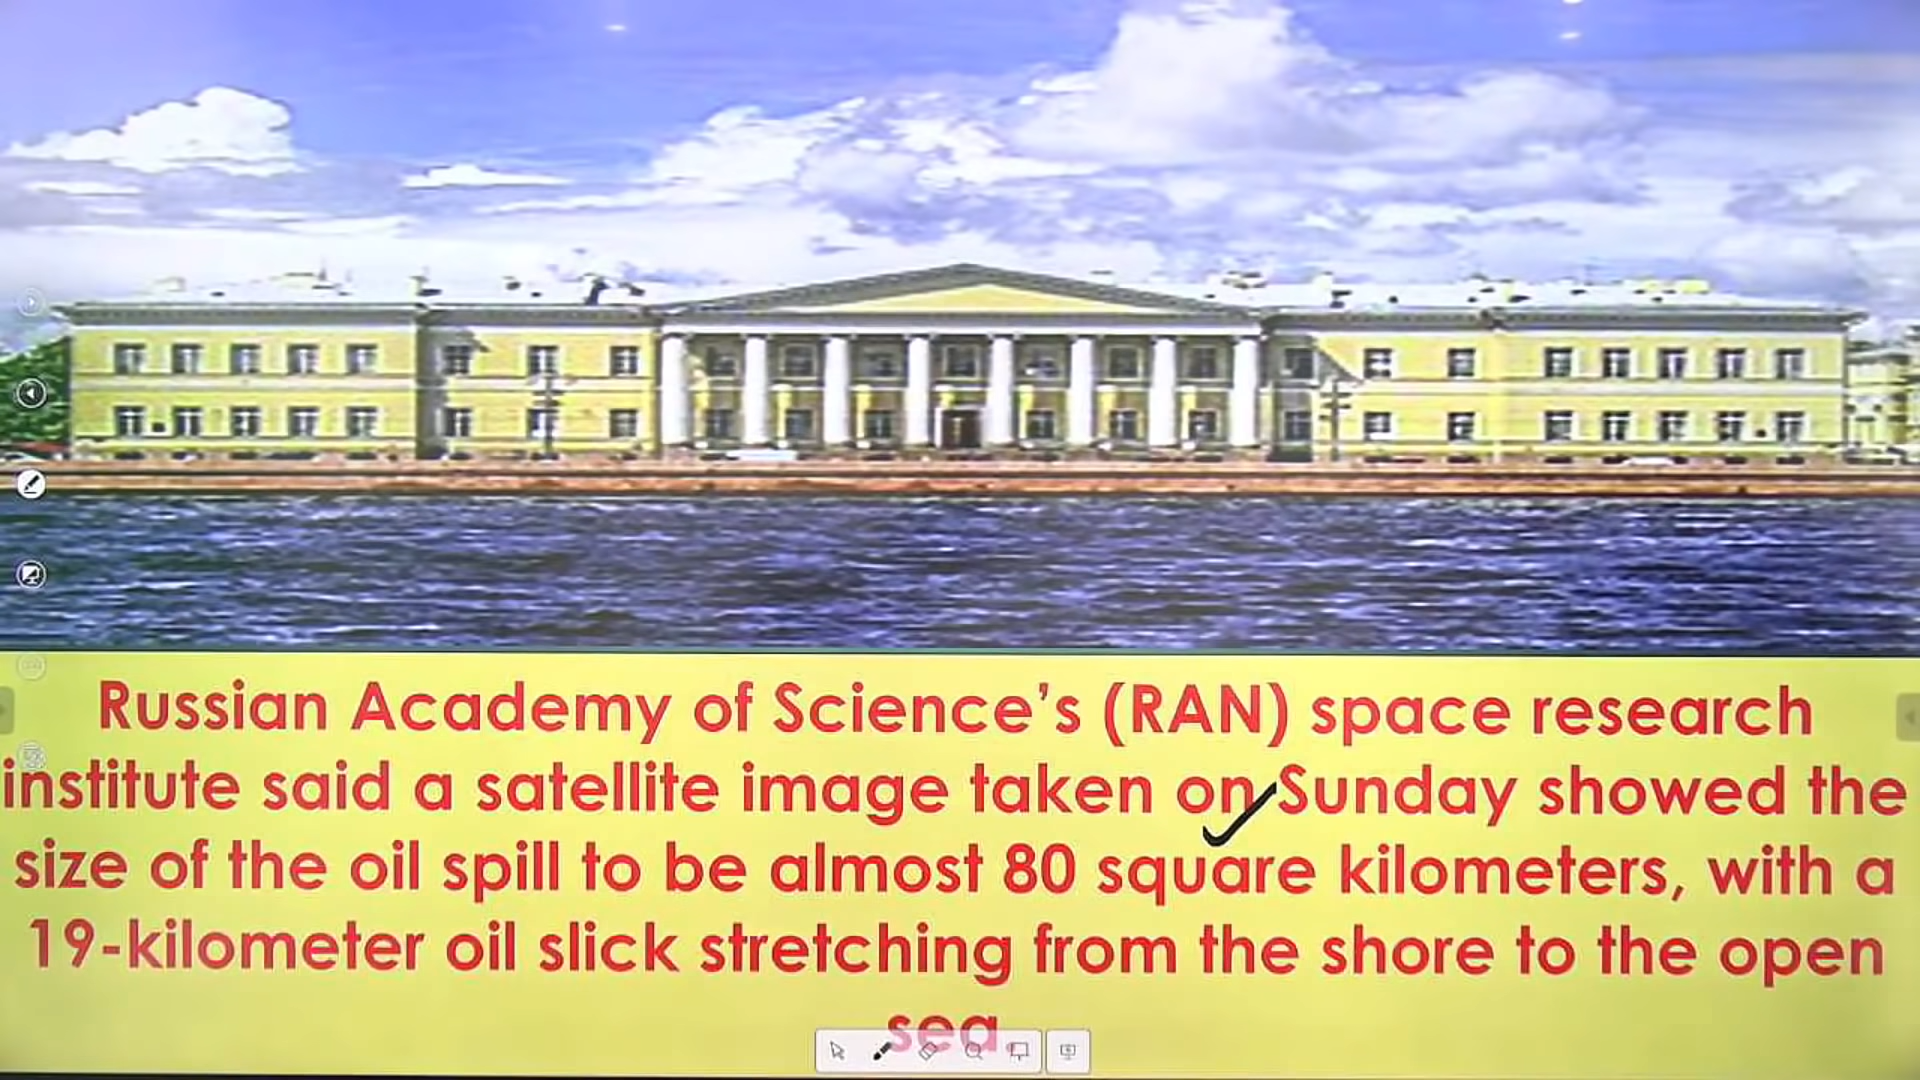 Russian Academy of Science's (RAN) space research
institute said a satellite image taken on Sunday showed the
size of the oil spill to be almost 80 square kilometers, with a
19-kilometer oil slick stretching from the shore to the open
sea